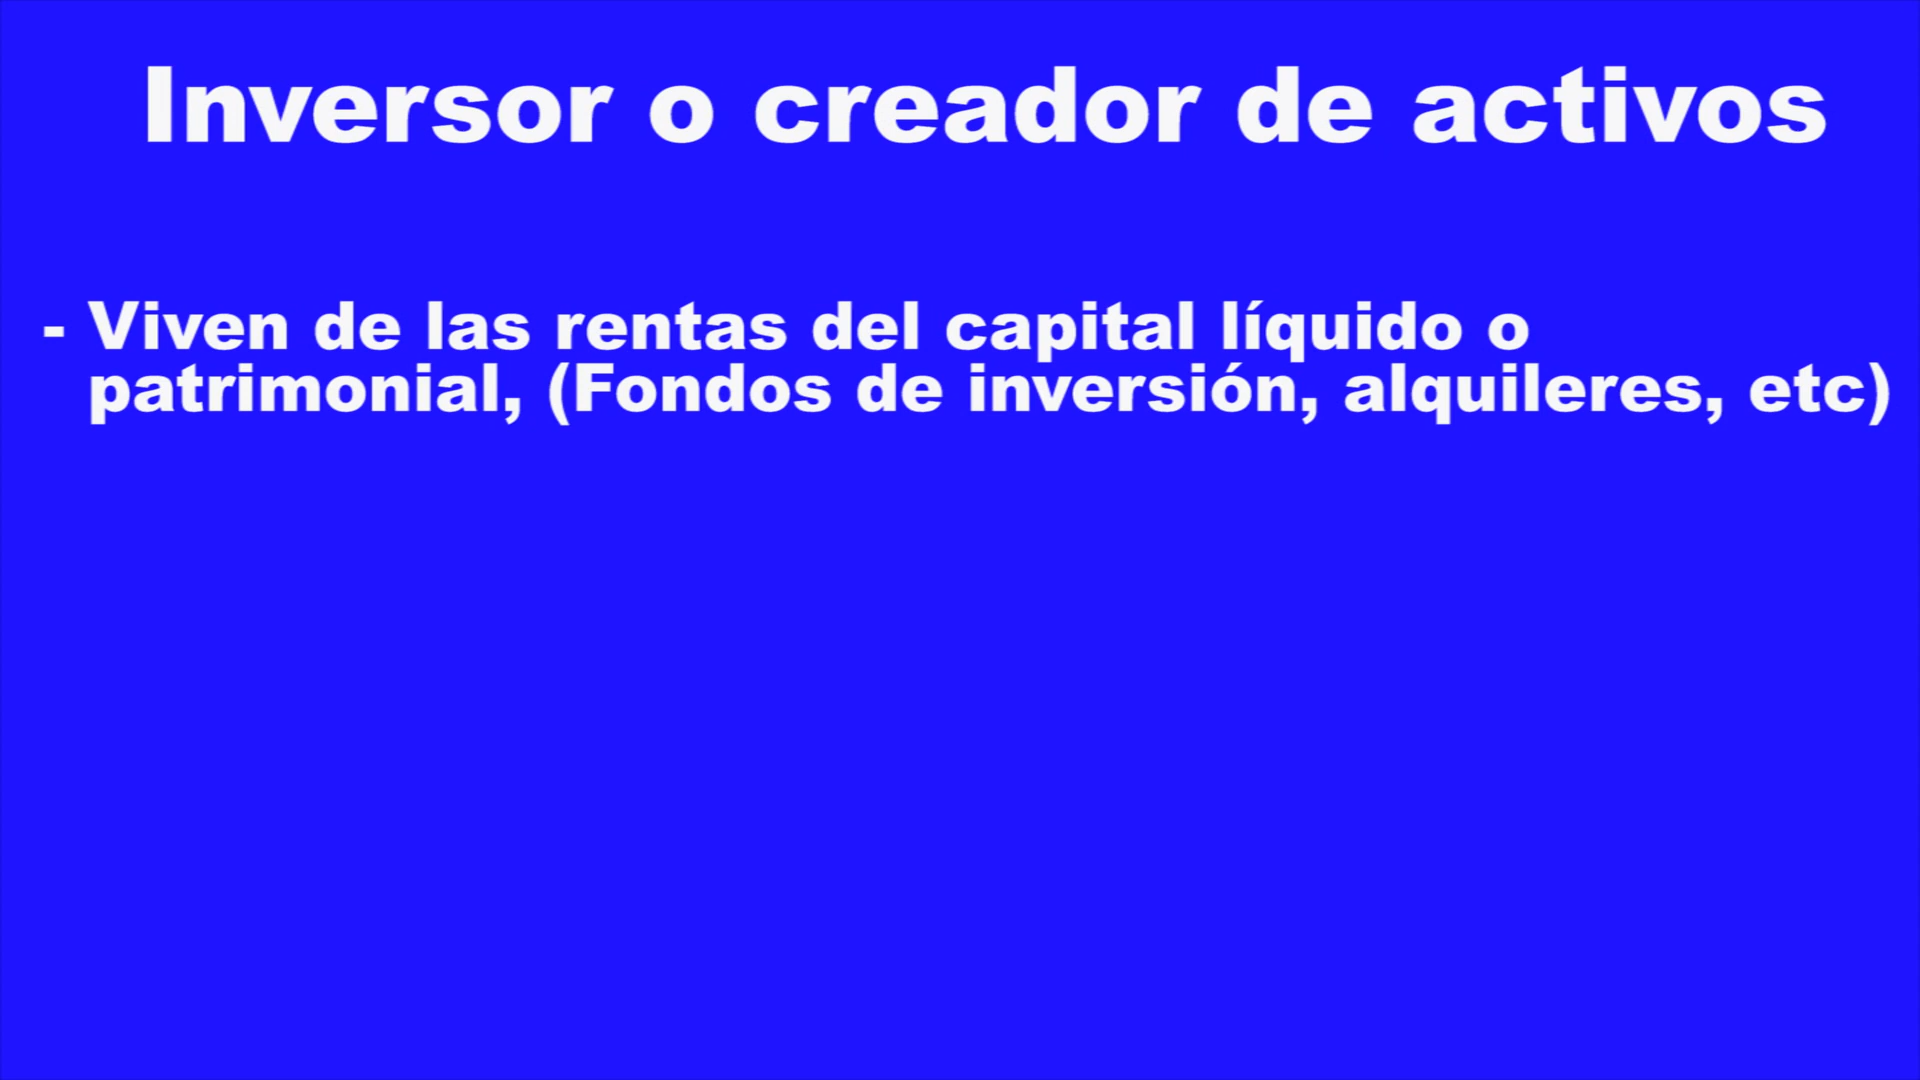 Inversor o creador de activos
- Viven de las rentas del capital líquido o
patrimonial, (Fondos de inversión, alquileres, etc)